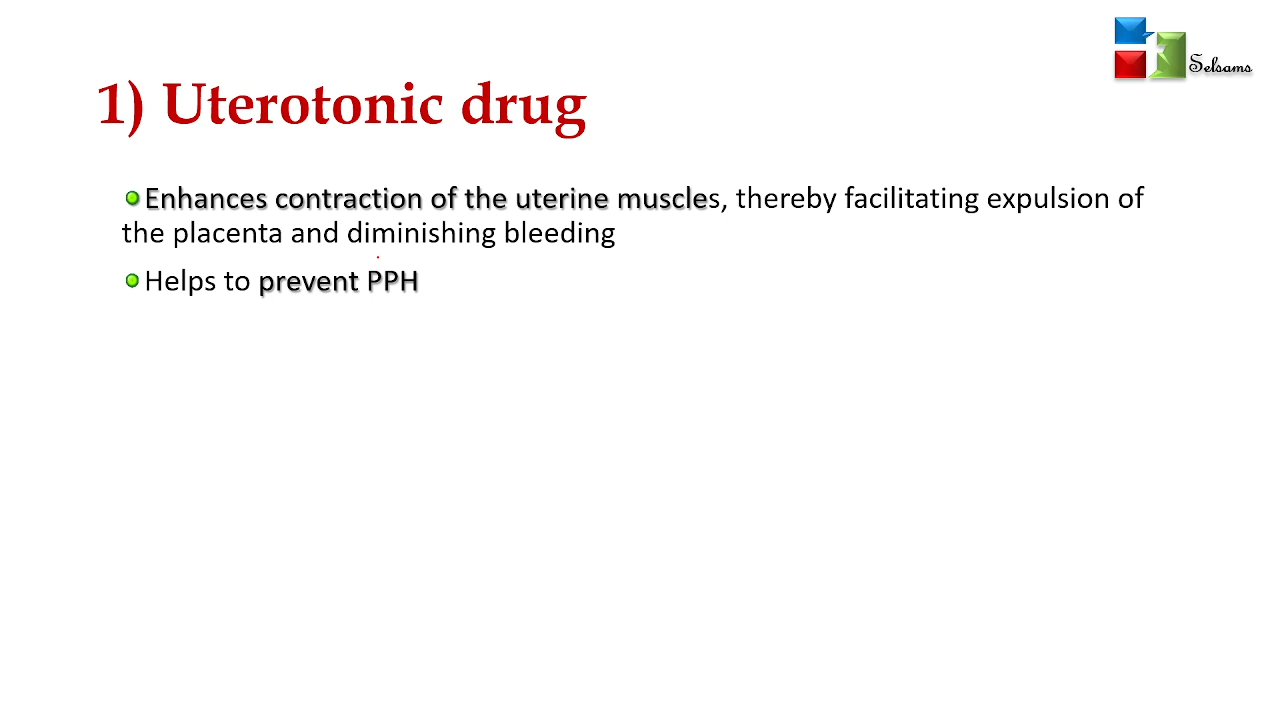 Selsams
1) Uterotonic drug
Enhances contraction of the uterine muscles, thereby facilitating expulsion of
the placenta and diminishing bleeding
Helps to prevent PPH